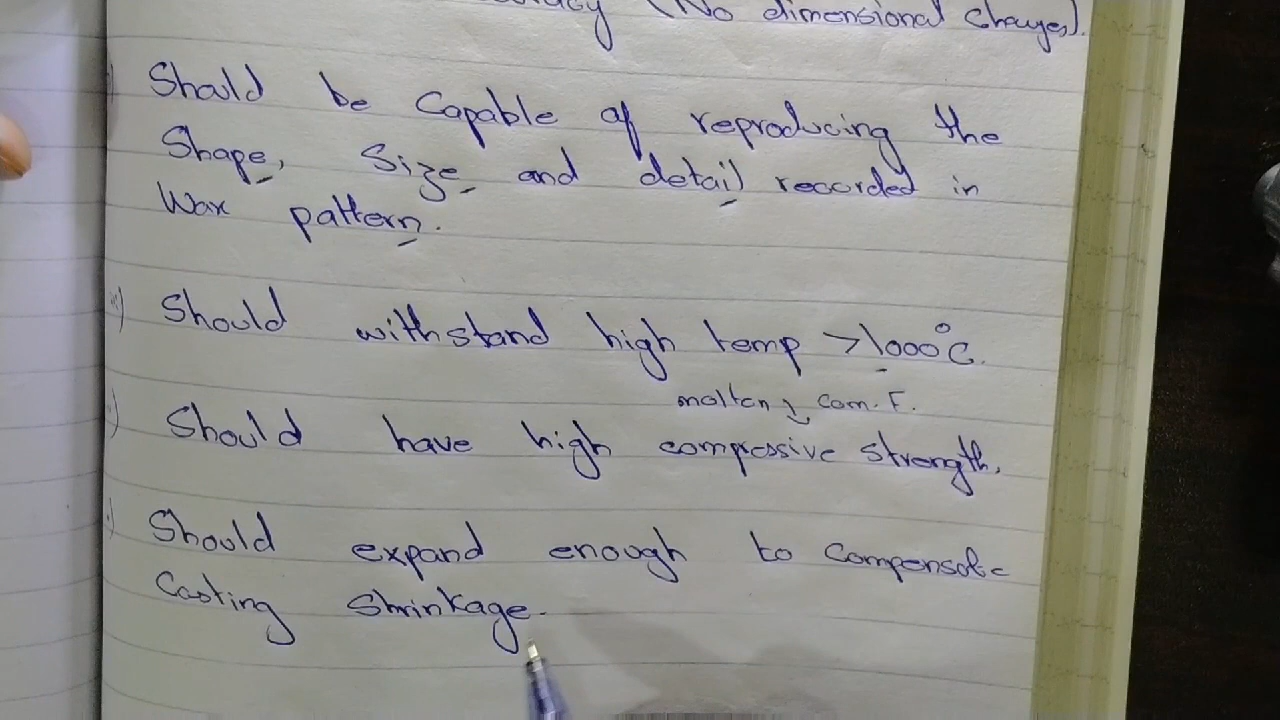 (No dimensional changes).
Should be capable of reproducing the
Shape, Size, and detail recorded in
Wax pattern.
Should withstand high temp >1000°C.
molten com. F.
Should have high compressive strength.
Should expand enough to compensate
Casting shrinkage.